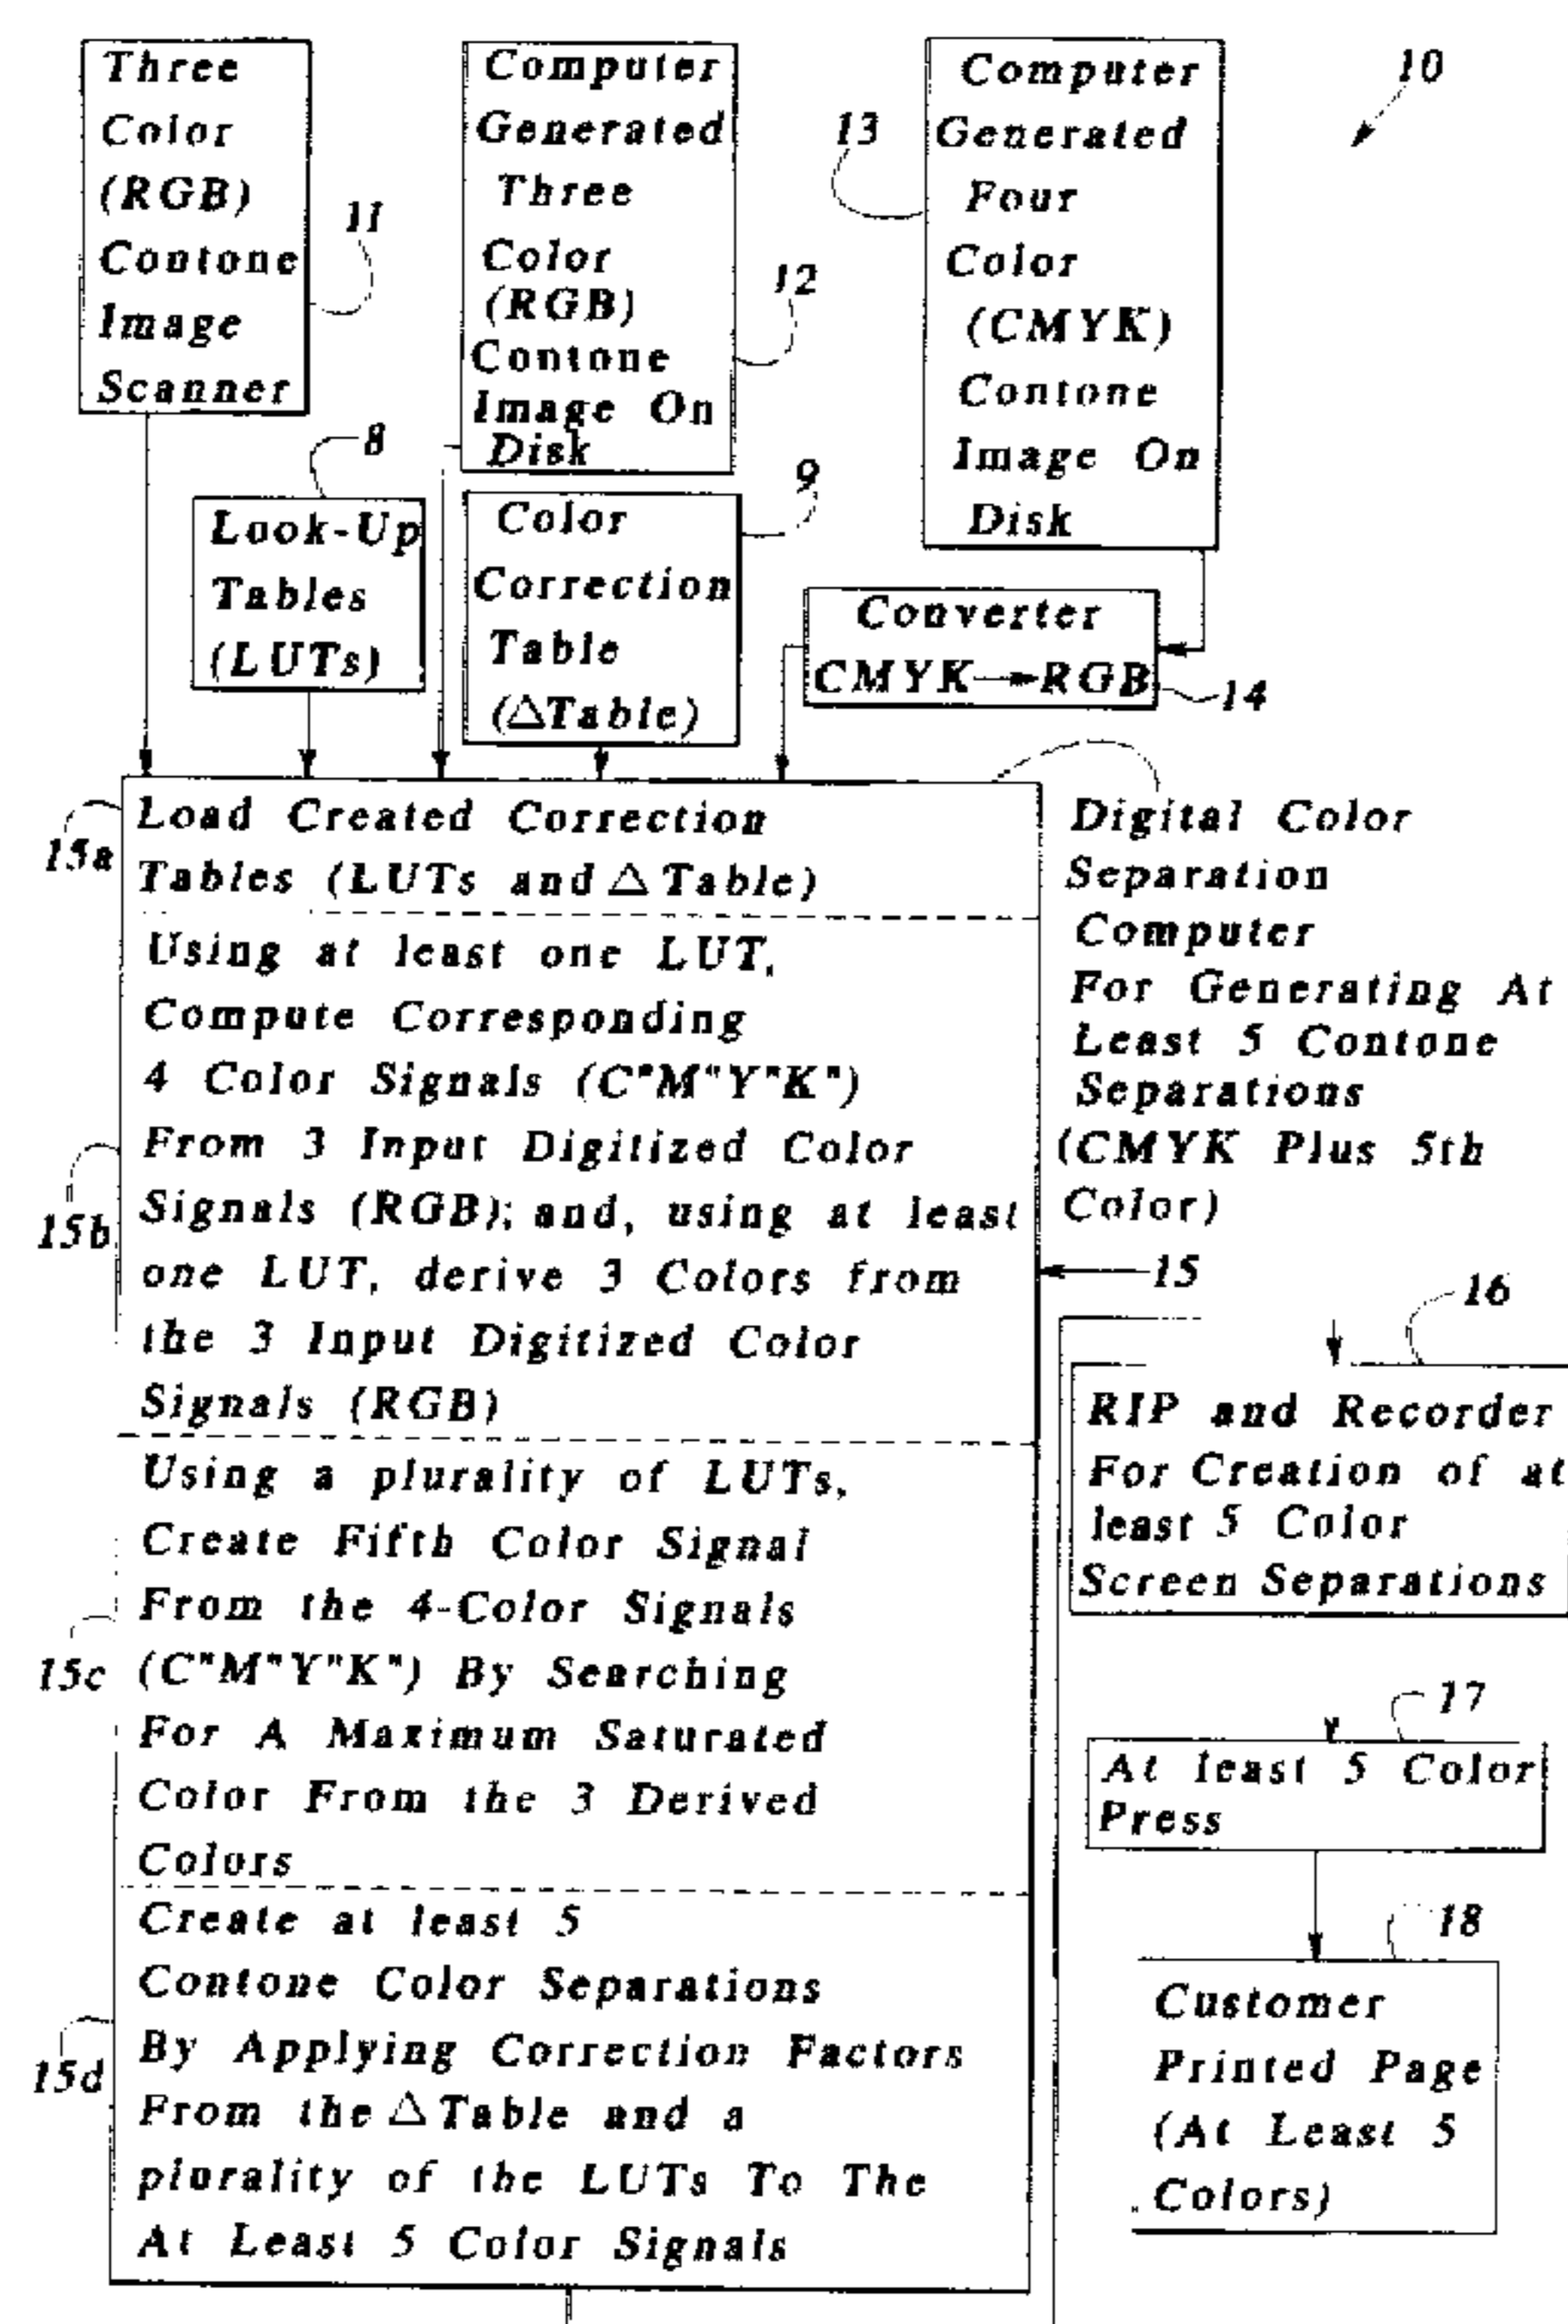 Three
Color
(RGB)
Contone
Image
Scanner
11
Computer
Generated
Three
Color
(RGB)
Contone
Image On
Disk
12
Computer
Generated
Four
Color
(CMYK)
Contone
Image On
Disk
13
10
8
Look-Up
Tables
(LUTs)
9
Color
Correction
Table
(△Table)
Converter
CMYK→RGB
14
15a
Load Created Correction
Tables (LUTs and △ Table)
Using at least one LUT,
Compute Corresponding
4 Color Signals (C"M"Y"K")
From 3 Input Digitized Color
Signals (RGB); and, using at least
one LUT, derive 3 Colors from
the 3 Input Digitized Color
Signals (RGB)
15b
Using a plurality of LUTs,
Create Fifth Color Signal
From the 4-Color Signals
(C"M"Y"K") By Searching
For A Maximum Saturated
Color From the 3 Derived
Colors
15c
Create at least 5
Contone Color Separations
By Applying Correction Factors
From the △ Table and a
plurality of the LUTs To The
At Least 5 Color Signals
15d
Digital Color
Separation
Computer
For Generating At
Least 5 Contone
Separations
(CMYK Plus 5th
Color)
15
16
RIP and Recorder
For Creation of at
least 5 Color
Screen Separations
17
At least 5 Color
Press
18
Customer
Printed Page
(At Least 5
Colors)